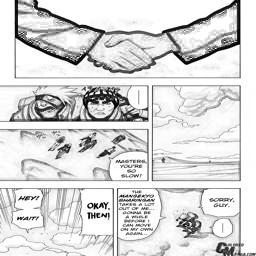 MASTERS,
YOU'RE
SO
SLOW!
SORRY,
GUY.
THE
MANGEKYO
SHARINGAN
TAKES A LOT
OUT OF ME...
GONNA BE
A WHILE
BEFORE I
CAN MOVE
ON MY OWN
AGAIN...
OKAY,
THEN!
HEY!
WAIT!